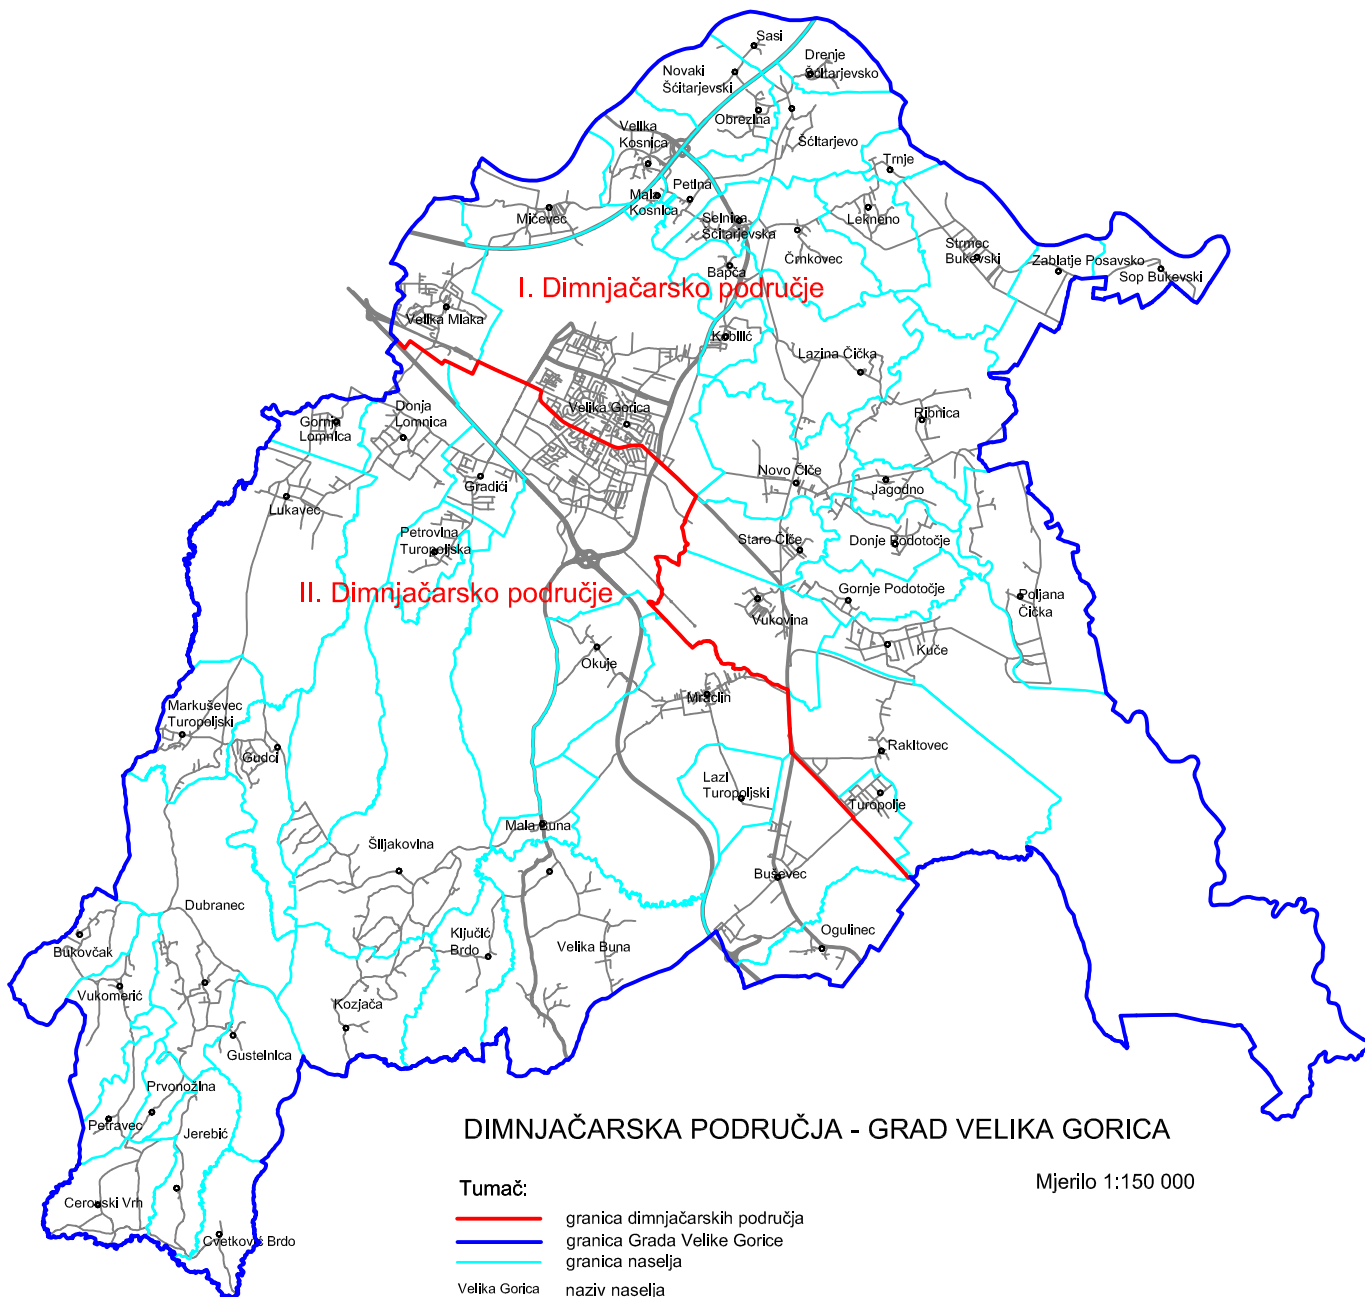 Sasi
Drenje
Šćitarjevsko
Novaki
Šćitarjevski
Obrezina
Šćitarjevo
Velika
Kosnica
Trnje
Petina
Mala
Kosnica
Mičevec
Selnica
Šćitarjevska
Lekneno
Črnkovec
Strmec
Bukevski
Zablatje Posavsko
Sop Bukevski
Bapča
I. Dimnjačarsko područje
Velika Mlaka
Kobilić
Lazina Čička
Donja
Lomnica
Gornja
Lomnica
Velika Gorica
Ribnica
Gradići
Novo Čiče
Jagodno
Lukavec
Petrovina
Turopoljska
Staro Čiče
Donje Podotočje
II. Dimnjačarsko područje
Gornje Podotočje
Poljana
Čička
Vukovina
Kuče
Okuje
Mraclin
Markuševec
Turopoljski
Gudci
Rakitovec
Lazi
Turopoljski
Turopolje
Mala Buna
Šiljakovina
Buševec
Dubranec
Ključić
Brdo
Velika Buna
Ogulinec
Bukovčak
Vukomerić
Kozjača
Gustelnica
Prvonožina
Petravec
Jerebić
Cerovski Vrh
Cvetković Brdo
DIMNJAČARSKA PODRUČJA - GRAD VELIKA GORICA
Mjerilo 1:150 000
Tumač:
granica dimnjačarskih područja
granica Grada Velike Gorice
granica naselja
Velika Gorica naziv naselja